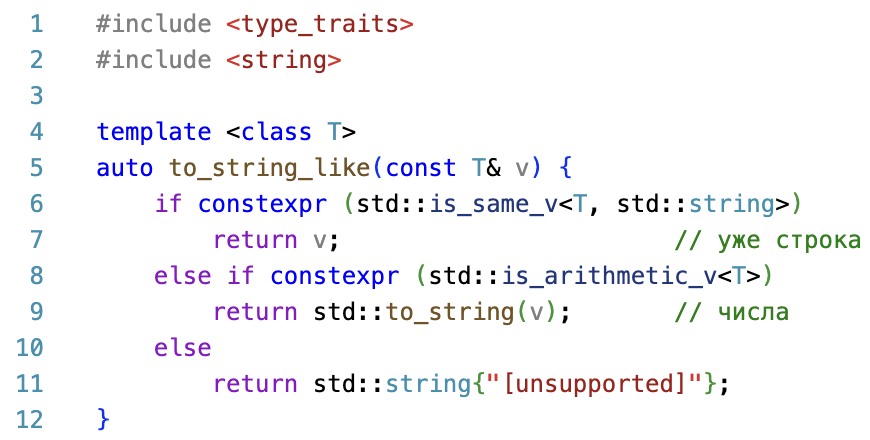 1 #include <type_traits>
2 #include <string>
3
4 template <class T>
5 auto to_string_like(const T& v) {
6     if constexpr (std::is_same_v<T, std::string>)
7         return v;                       // уже строка
8     else if constexpr (std::is_arithmetic_v<T>)
9         return std::to_string(v);       // числа
10     else
11         return std::string{"[unsupported]"};
12 }